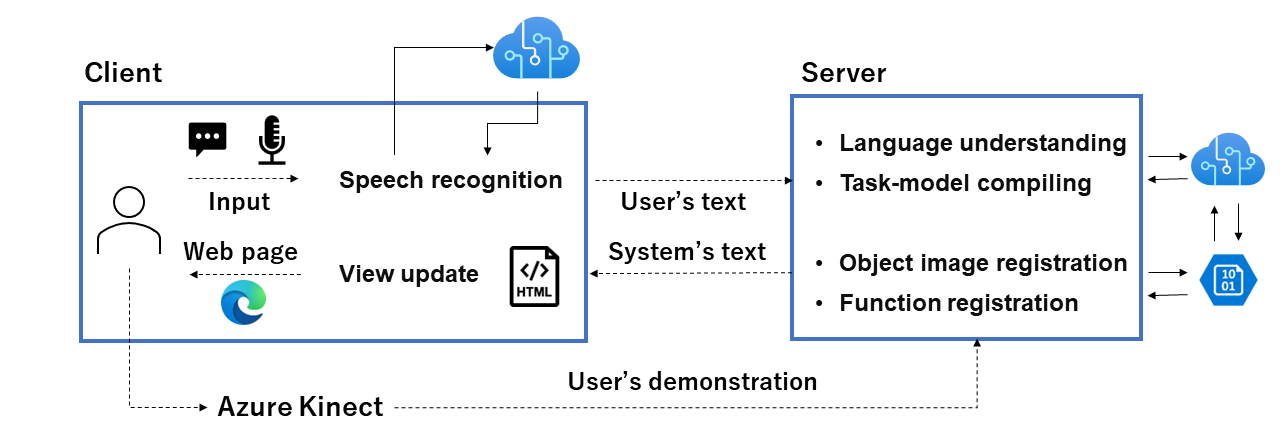 Client
Server
Input
Speech recognition
Web page
View update
</>
HTML
User’s text
System’s text
• Language understanding
• Task-model compiling
• Object image registration
• Function registration
10
01
User’s demonstration
Azure Kinect